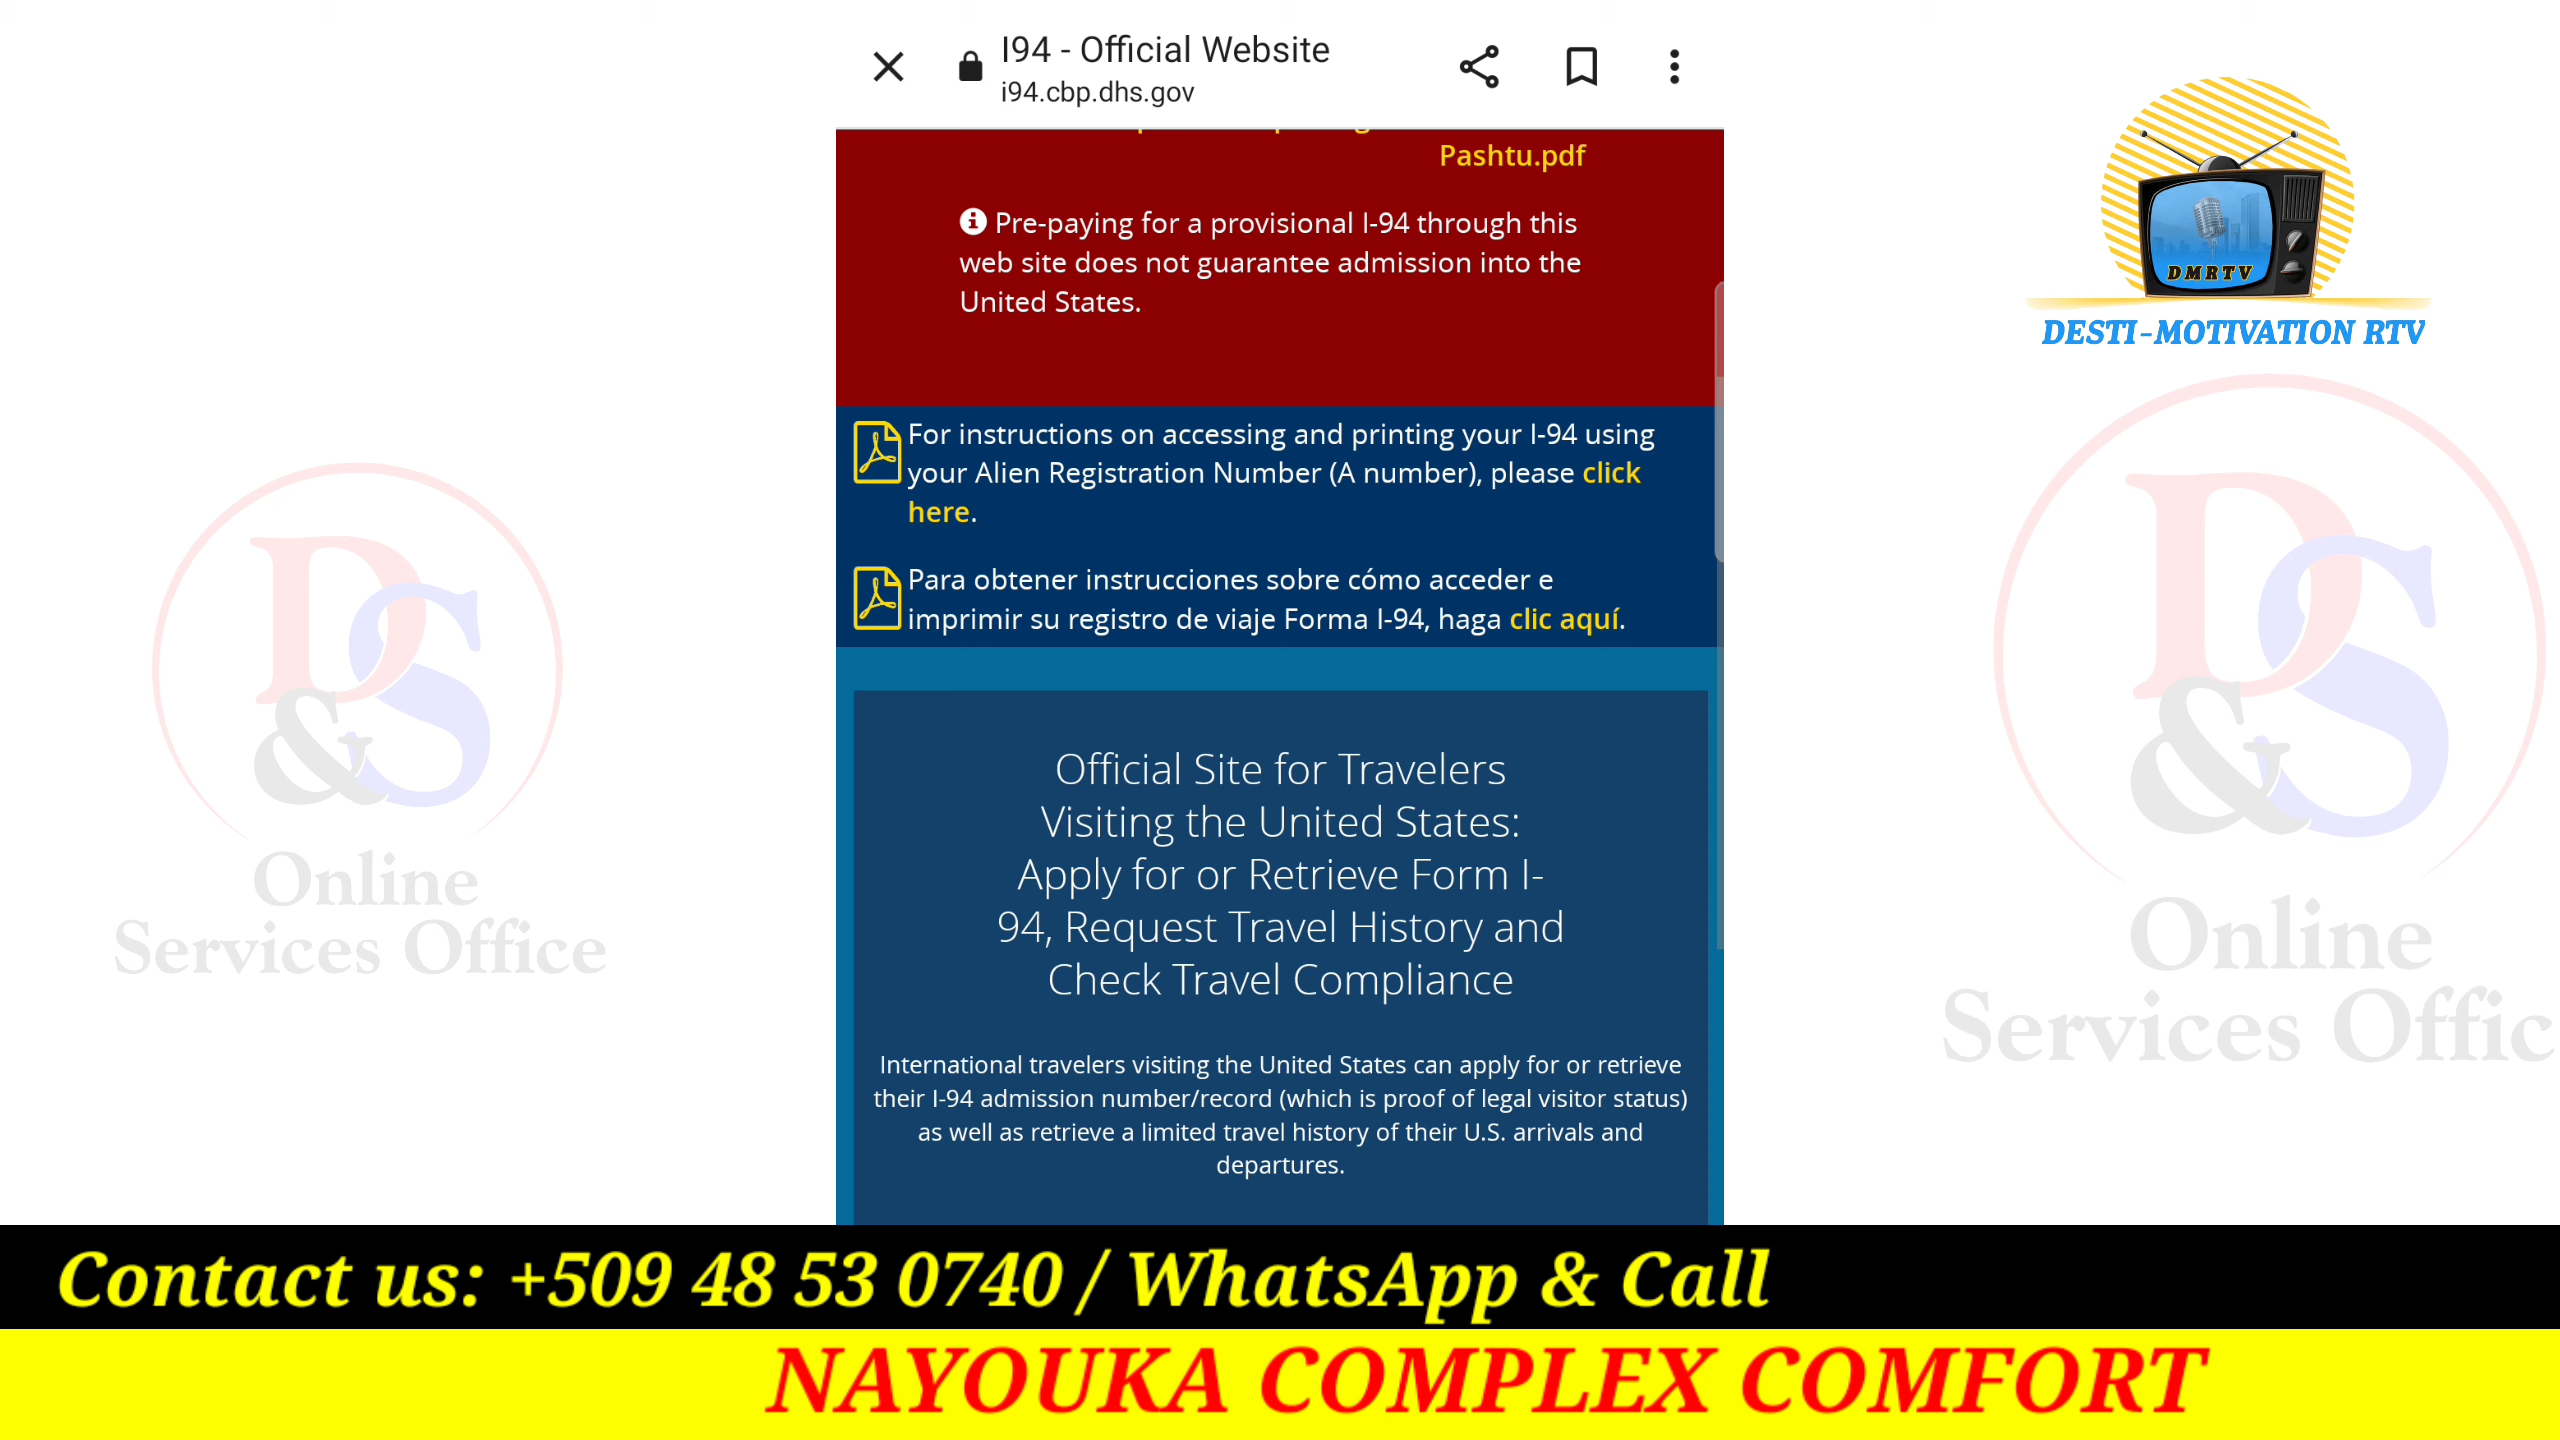 I94 - Official Website
i94.cbp.dhs.gov
Pashtu.pdf
Pre-paying for a provisional I-94 through this
web site does not guarantee admission into the
United States.
For instructions on accessing and printing your I-94 using
your Alien Registration Number (A number), please click
here.
Para obtener instrucciones sobre cómo acceder e
imprimir su registro de viaje Forma I-94, haga clic aquí.
Official Site for Travelers
Visiting the United States:
Apply for or Retrieve Form I-
94, Request Travel History and
Check Travel Compliance
International travelers visiting the United States can apply for or retrieve
their I-94 admission number/record (which is proof of legal visitor status)
as well as retrieve a limited travel history of their U.S. arrivals and
departures.
DMRTV
DESTI-MOTIVATION RTV
D&S
Online
Services Office
D&S
Online
Services Offic
Contact us: +509 48 53 0740 / WhatsApp & Call
NAYOUKA COMPLEX COMFORT